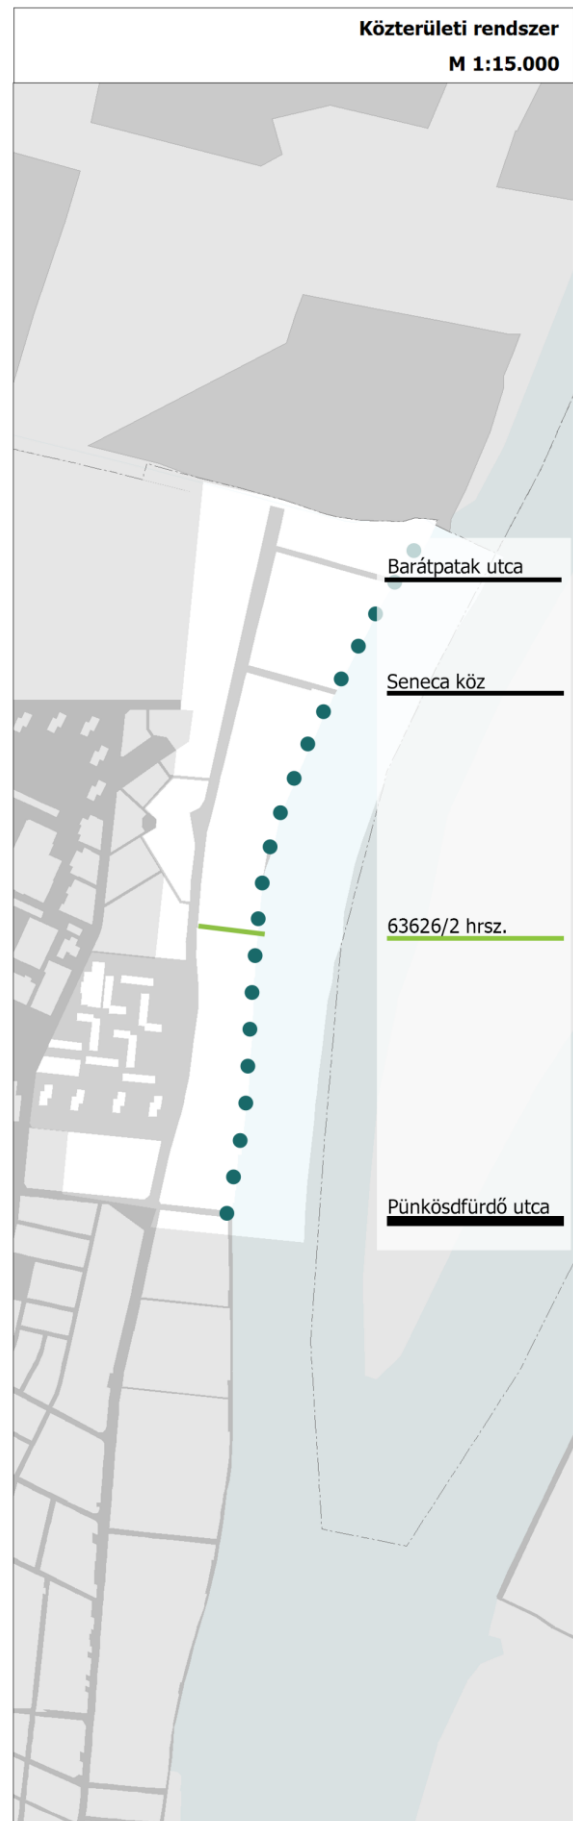 Közterületi rendszer
M 1:15.000
Barátpatak utca
Seneca köz
63626/2 hrsz.
Pünkösdfürdő utca